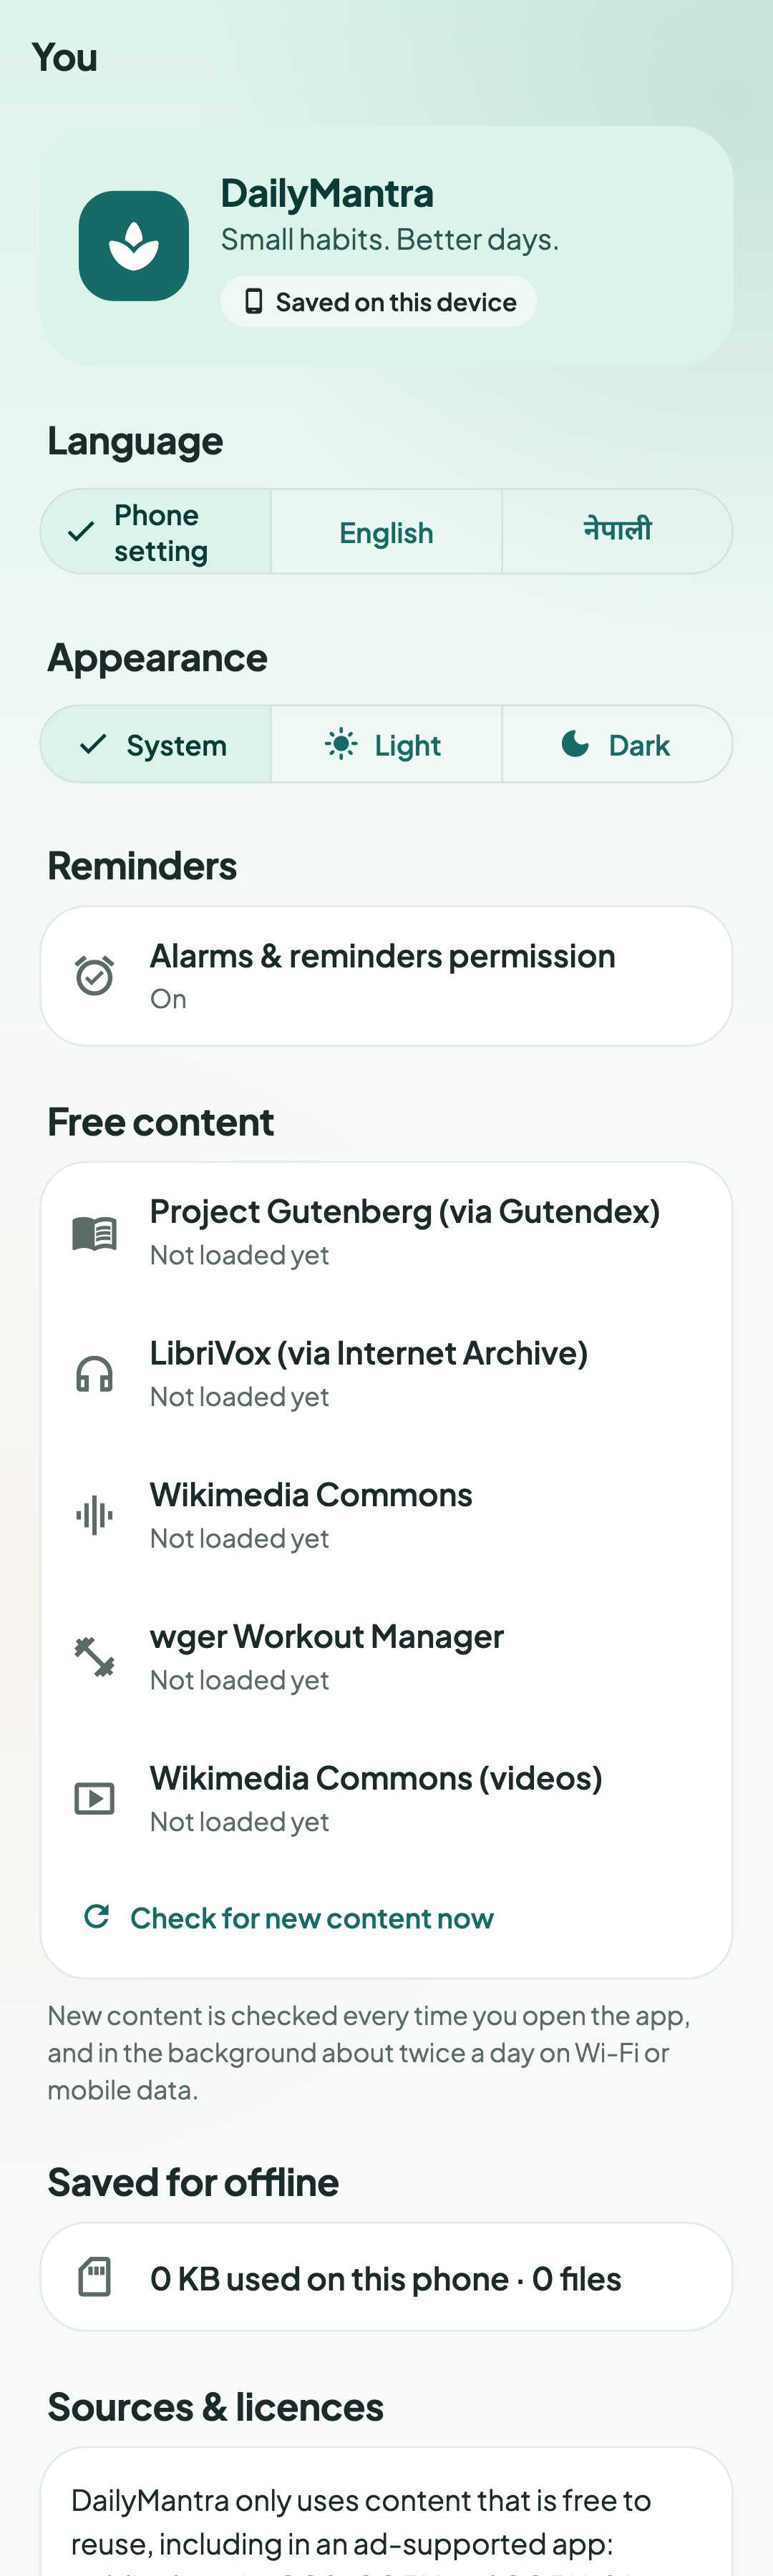 You
DailyMantra
Small habits. Better days.
Saved on this device
Language
Phone
setting
English
नेपाली
Appearance
System
Light
Dark
Reminders
Alarms & reminders permission
On
Free content
Project Gutenberg (via Gutendex)
Not loaded yet
LibriVox (via Internet Archive)
Not loaded yet
Wikimedia Commons
Not loaded yet
wger Workout Manager
Not loaded yet
Wikimedia Commons (videos)
Not loaded yet
Check for new content now
New content is checked every time you open the app,
and in the background about twice a day on Wi-Fi or
mobile data.
Saved for offline
0 KB used on this phone · 0 files
Sources & licences
DailyMantra only uses content that is free to
reuse, including in an ad-supported app: